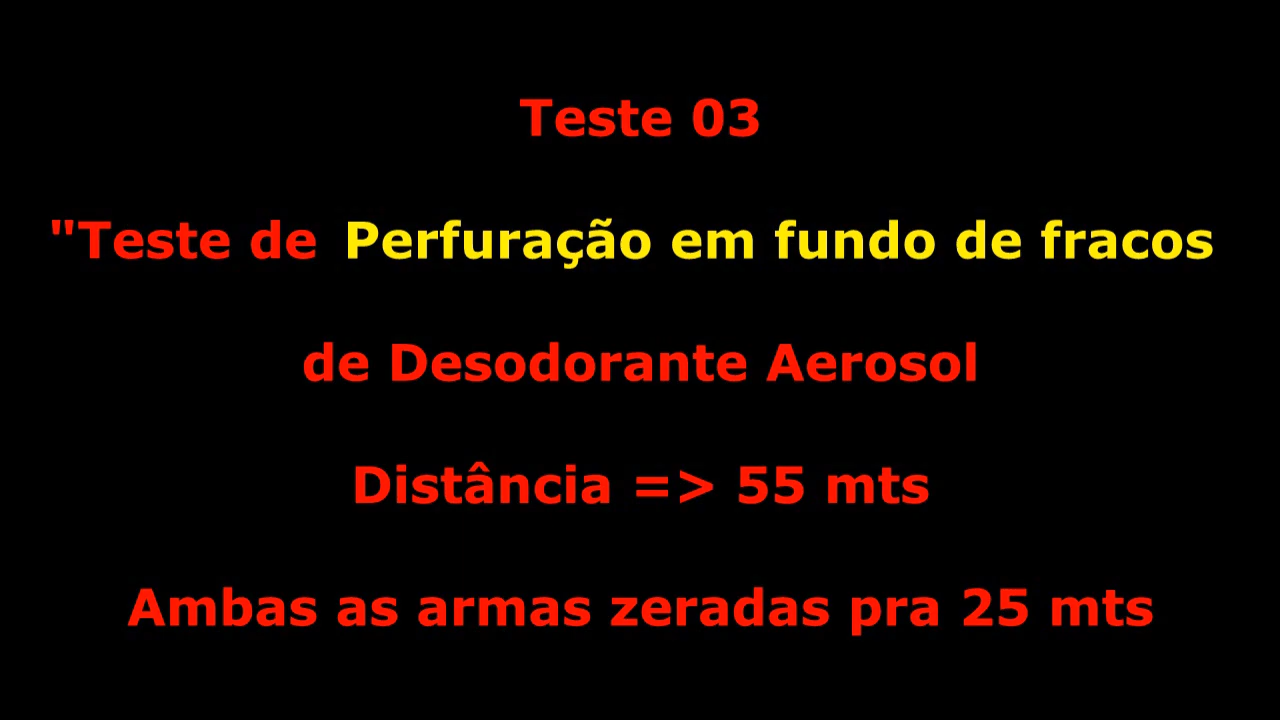 Teste 03
"Teste de Perfuração em fundo de fracos
de Desodorante Aerosol
Distância => 55 mts
Ambas as armas zeradas pra 25 mts